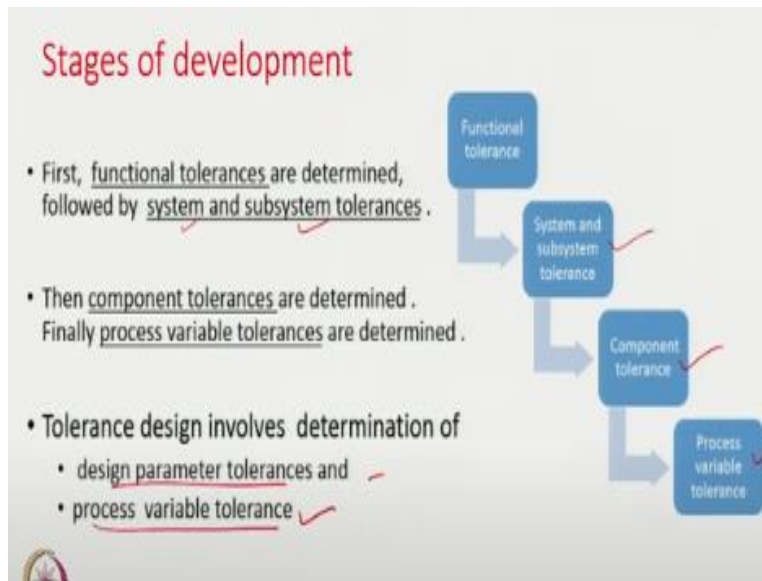 Stages of development
• First, functional tolerances are determined,
followed by system and subsystem tolerances .
• Then component tolerances are determined .
Finally process variable tolerances are determined .
• Tolerance design involves determination of
• design parameter tolerances and
• process variable tolerance
Functional
tolerance
System and
subsystem
tolerance
Component
tolerance
Process
variable
tolerance